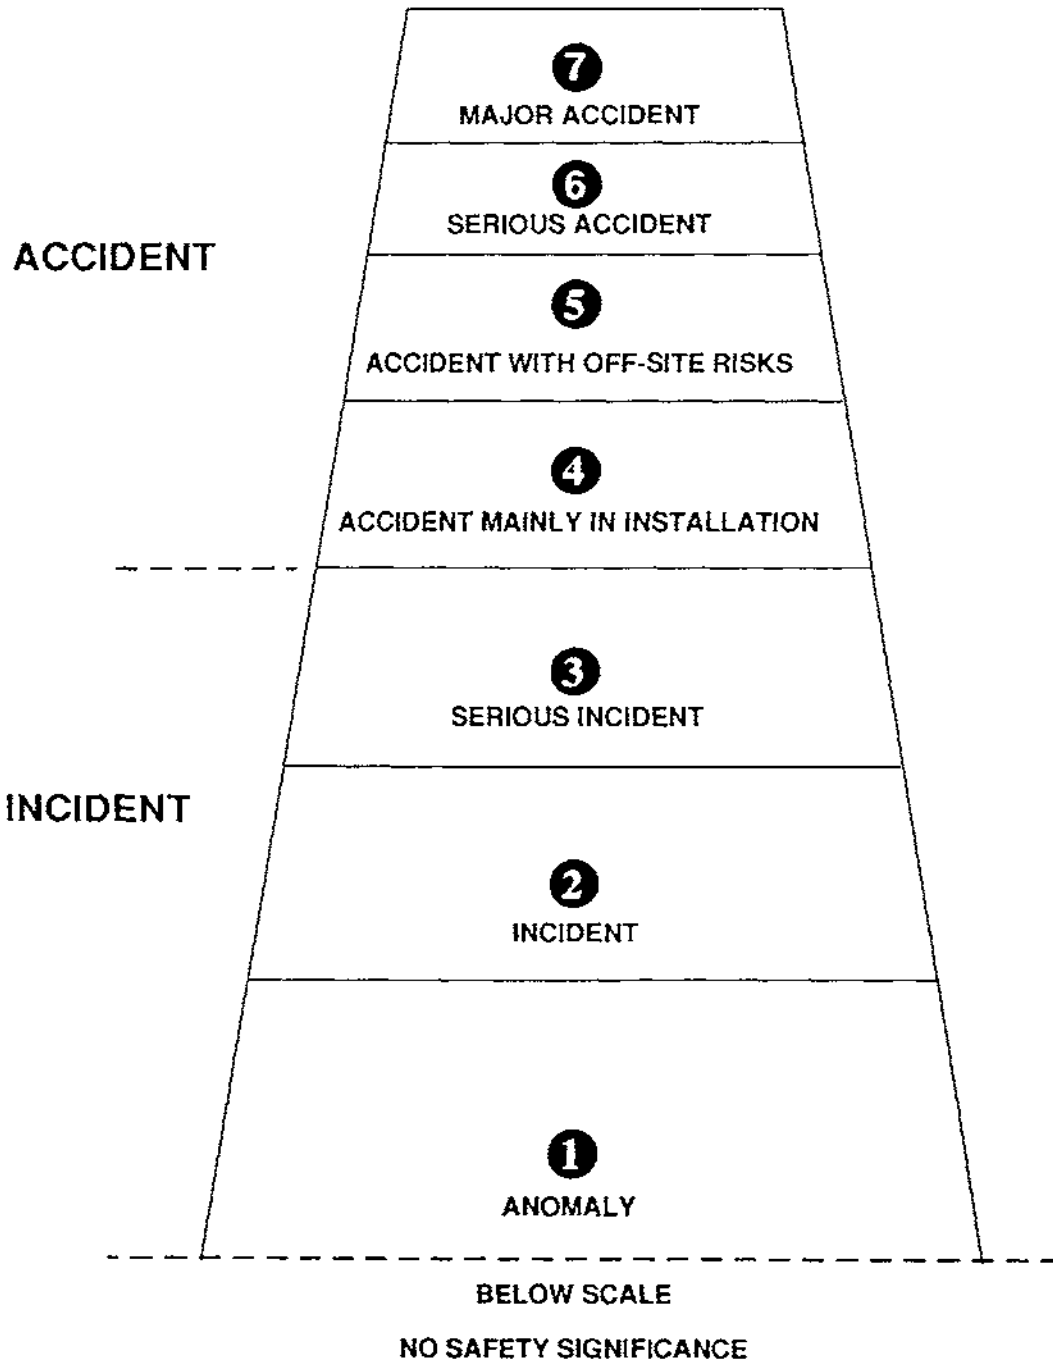 7
MAJOR ACCIDENT
6
SERIOUS ACCIDENT
ACCIDENT
5
ACCIDENT WITH OFF-SITE RISKS
4
ACCIDENT MAINLY IN INSTALLATION
3
SERIOUS INCIDENT
INCIDENT
2
INCIDENT
1
ANOMALY
BELOW SCALE
NO SAFETY SIGNIFICANCE